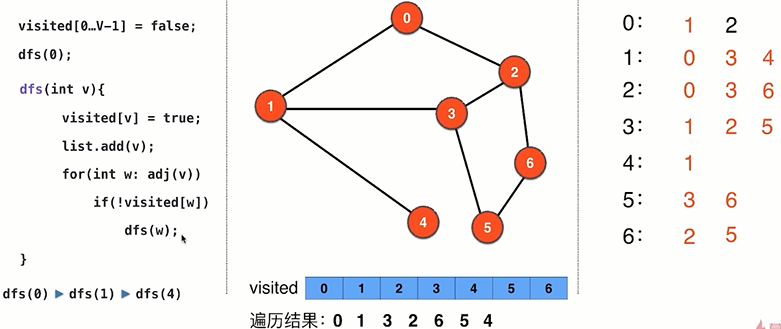 visited[0…V-1] = false;
dfs(0);
dfs(int v){
visited[v] = true;
list.add(v);
for(int w: adj(v))
if(!visited[w])
dfs(w);
}
dfs(0) ▶ dfs(1) ▶ dfs(4)
0
2
1
3
6
4
5
visited 0 1 2 3 4 5 6
遍历结果: 0 1 3 2 6 5 4
0: 1 2
1: 0 3 4
2: 0 3 6
3: 1 2 5
4: 1
5: 3 6
6: 2 5